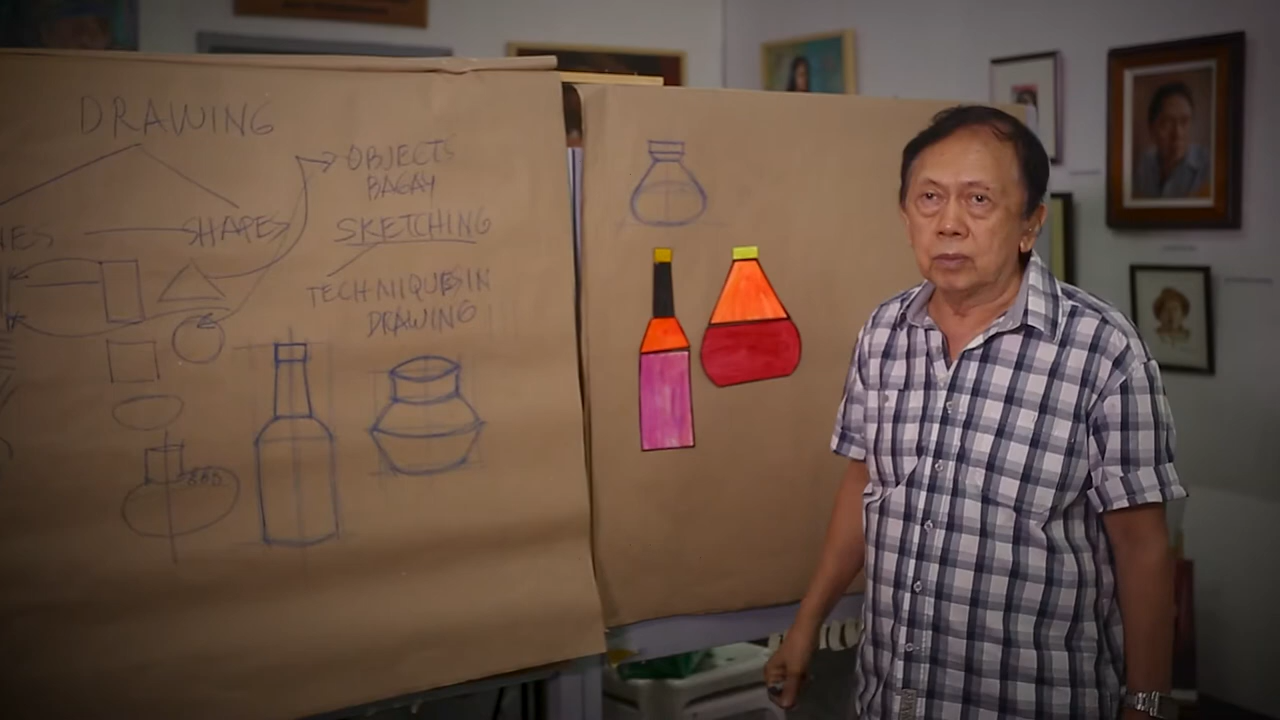 DRAWING
OBJECTS
BAGAY
SHAPES
SKETCHING
TECHNIQUES IN
DRAWING